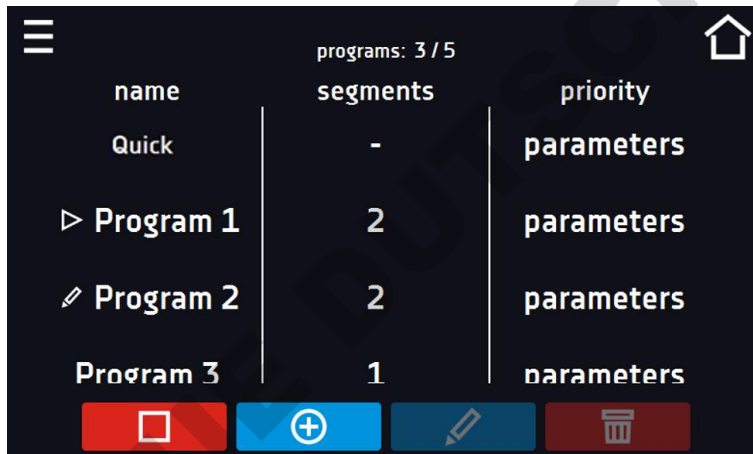 programs: 3 / 5
name segments priority
Quick - parameters
Program 1 2 parameters
Program 2 2 parameters
Program 3 1 parameters